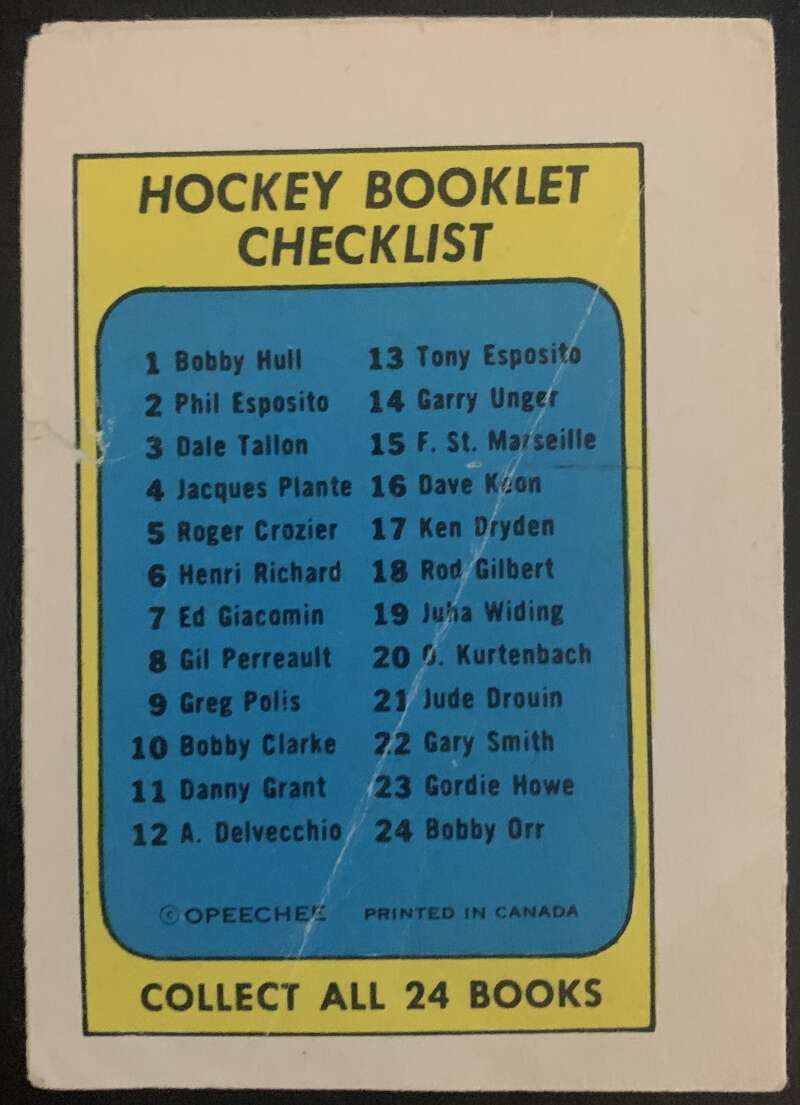 HOCKEY BOOKLET
CHECKLIST
1 Bobby Hull
2 Phil Esposito
3 Dale Tallon
4 Jacques Plante
5 Roger Crozier
6 Henri Richard
7 Ed Giacomin
8 Gil Perreault
9 Greg Polis
10 Bobby Clarke
11 Danny Grant
12 A. Delvecchio
13 Tony Esposito
14 Garry Unger
15 F. St. Marseille
16 Dave Keon
17 Ken Dryden
18 Rod Gilbert
19 Juha Widing
20 O. Kurtenbach
21 Jude Drouin
22 Gary Smith
23 Gordie Howe
24 Bobby Orr
© OPEECHEE PRINTED IN CANADA
COLLECT ALL 24 BOOKS